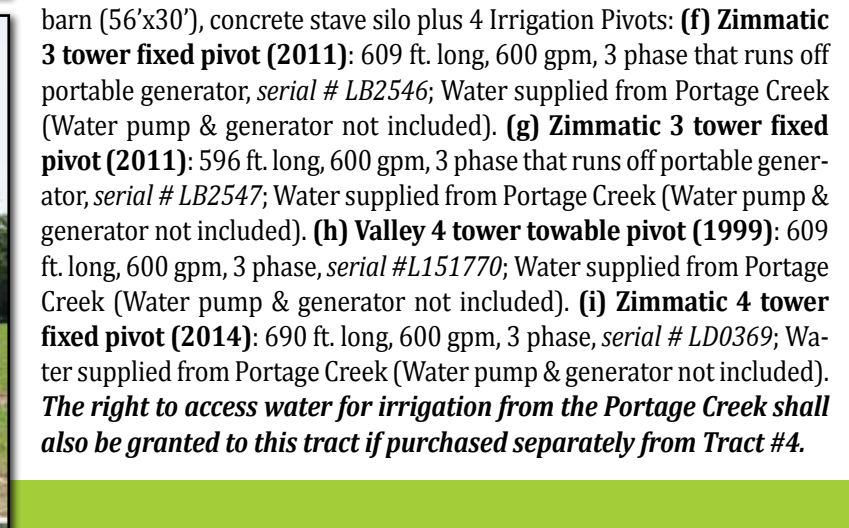 barn (56’x30’), concrete stave silo plus 4 Irrigation Pivots: (f) Zimmatic
3 tower fixed pivot (2011): 609 ft. long, 600 gpm, 3 phase that runs off
portable generator, serial # LB2546; Water supplied from Portage Creek
(Water pump & generator not included). (g) Zimmatic 3 tower fixed
pivot (2011): 596 ft. long, 600 gpm, 3 phase that runs off portable gener-
ator, serial # LB2547; Water supplied from Portage Creek (Water pump &
generator not included). (h) Valley 4 tower towable pivot (1999): 609
ft. long, 600 gpm, 3 phase, serial #L151770; Water supplied from Portage
Creek (Water pump & generator not included). (i) Zimmatic 4 tower
fixed pivot (2014): 690 ft. long, 600 gpm, 3 phase, serial # LD0369; Wa-
ter supplied from Portage Creek (Water pump & generator not included).
The right to access water for irrigation from the Portage Creek shall
also be granted to this tract if purchased separately from Tract #4.